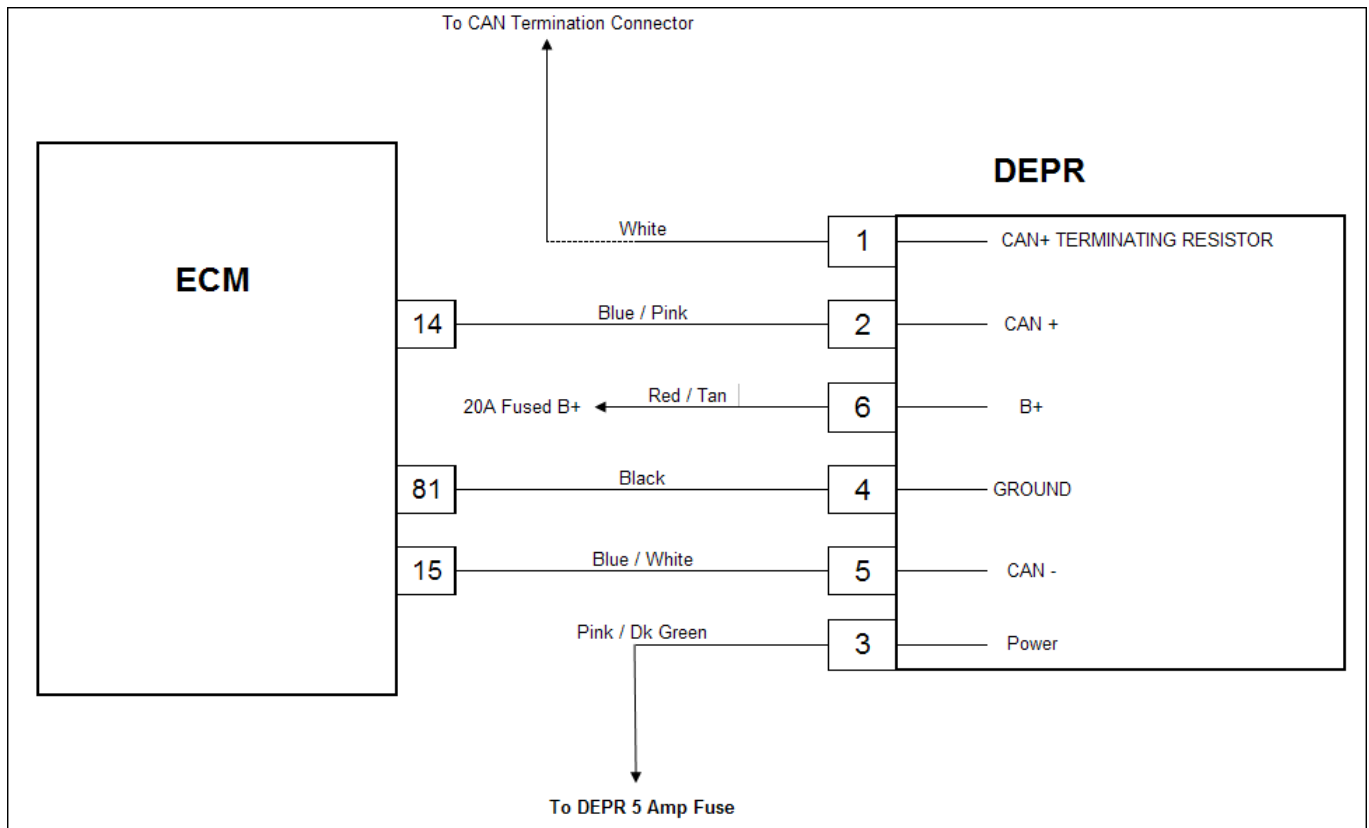 To CAN Termination Connector
DEPR
White
1
CAN+ TERMINATING RESISTOR
ECM
14
Blue / Pink
2
CAN +
20A Fused B+
Red / Tan
6
B+
81
Black
4
GROUND
15
Blue / White
5
CAN -
Pink / Dk Green
3
Power
To DEPR 5 Amp Fuse